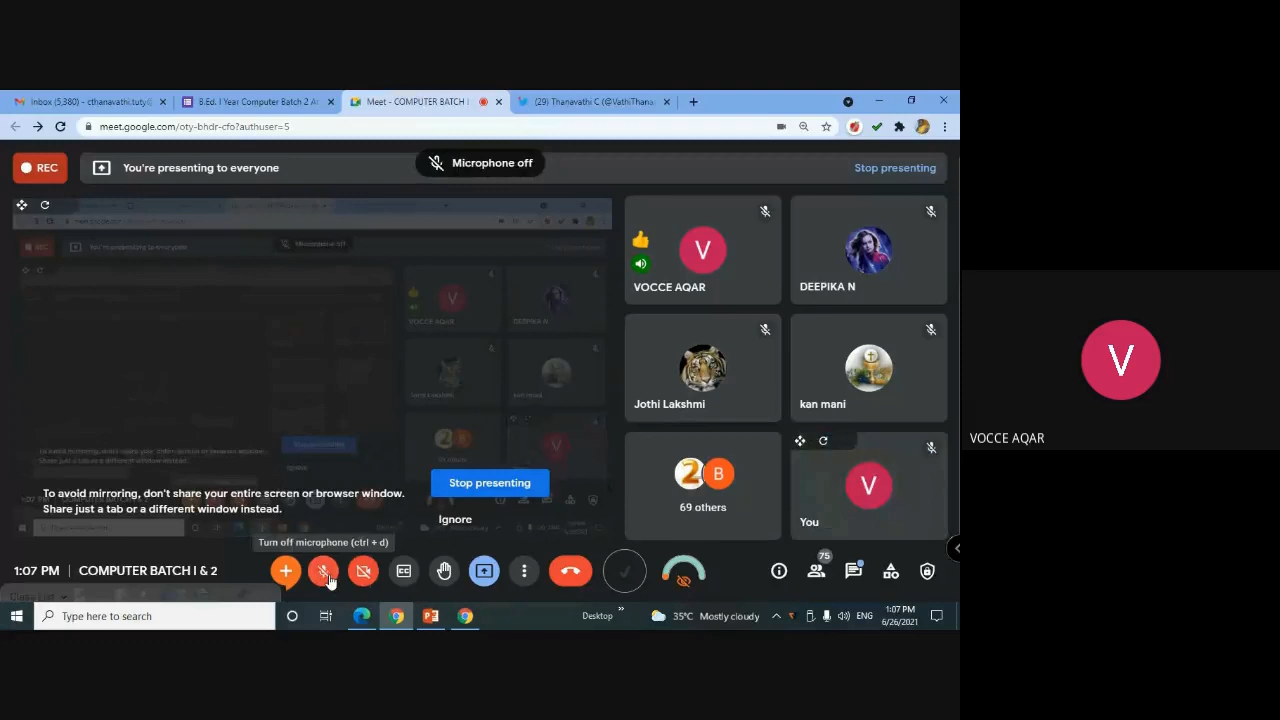 Inbox (5,380) - cthanavathi.tuty@
B.Ed. I Year Computer Batch 2 At
Meet - COMPUTER BATCH I
(29) Thanavathi C (@VathiThana
meet.google.com/oty-bhdr-cfo?authuser=5
REC
You're presenting to everyone
Microphone off
Stop presenting
V
VOCCE AQAR
DEEPIKA N
Jothi Lakshmi
kan mani
2 B
69 others
V
You
To avoid mirroring, don't share your entire screen or browser window.
Share just a tab or a different window instead.
Stop presenting
Ignore
Turn off microphone (ctrl + d)
1:07 PM | COMPUTER BATCH I & 2
75
Class List
Type here to search
Desktop
35°C Mostly cloudy
ENG
1:07 PM
6/26/2021
V
VOCCE AQAR